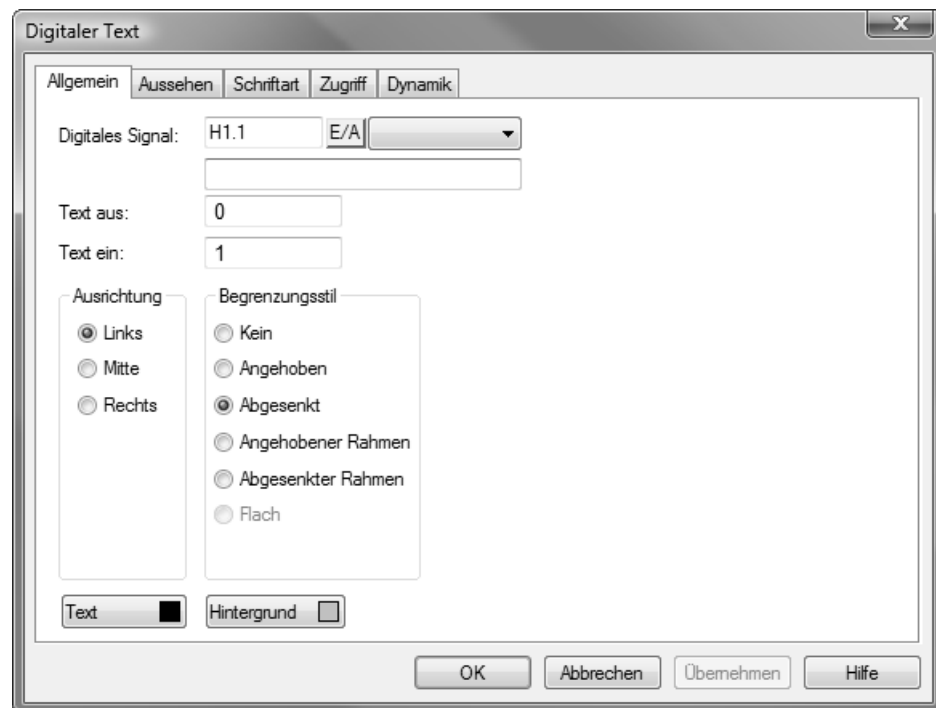 Digitaler Text
Allgemein Aussehen Schriftart Zugriff Dynamik
Digitales Signal: H1.1 E/A
Text aus: 0
Text ein: 1
Ausrichtung Begrenzungsstil
Links Kein
Mitte Angehoben
Rechts Abgesenkt
Angehobener Rahmen
Abgesenkter Rahmen
Flach
Text Hintergrund
OK Abbrechen Übernehmen Hilfe